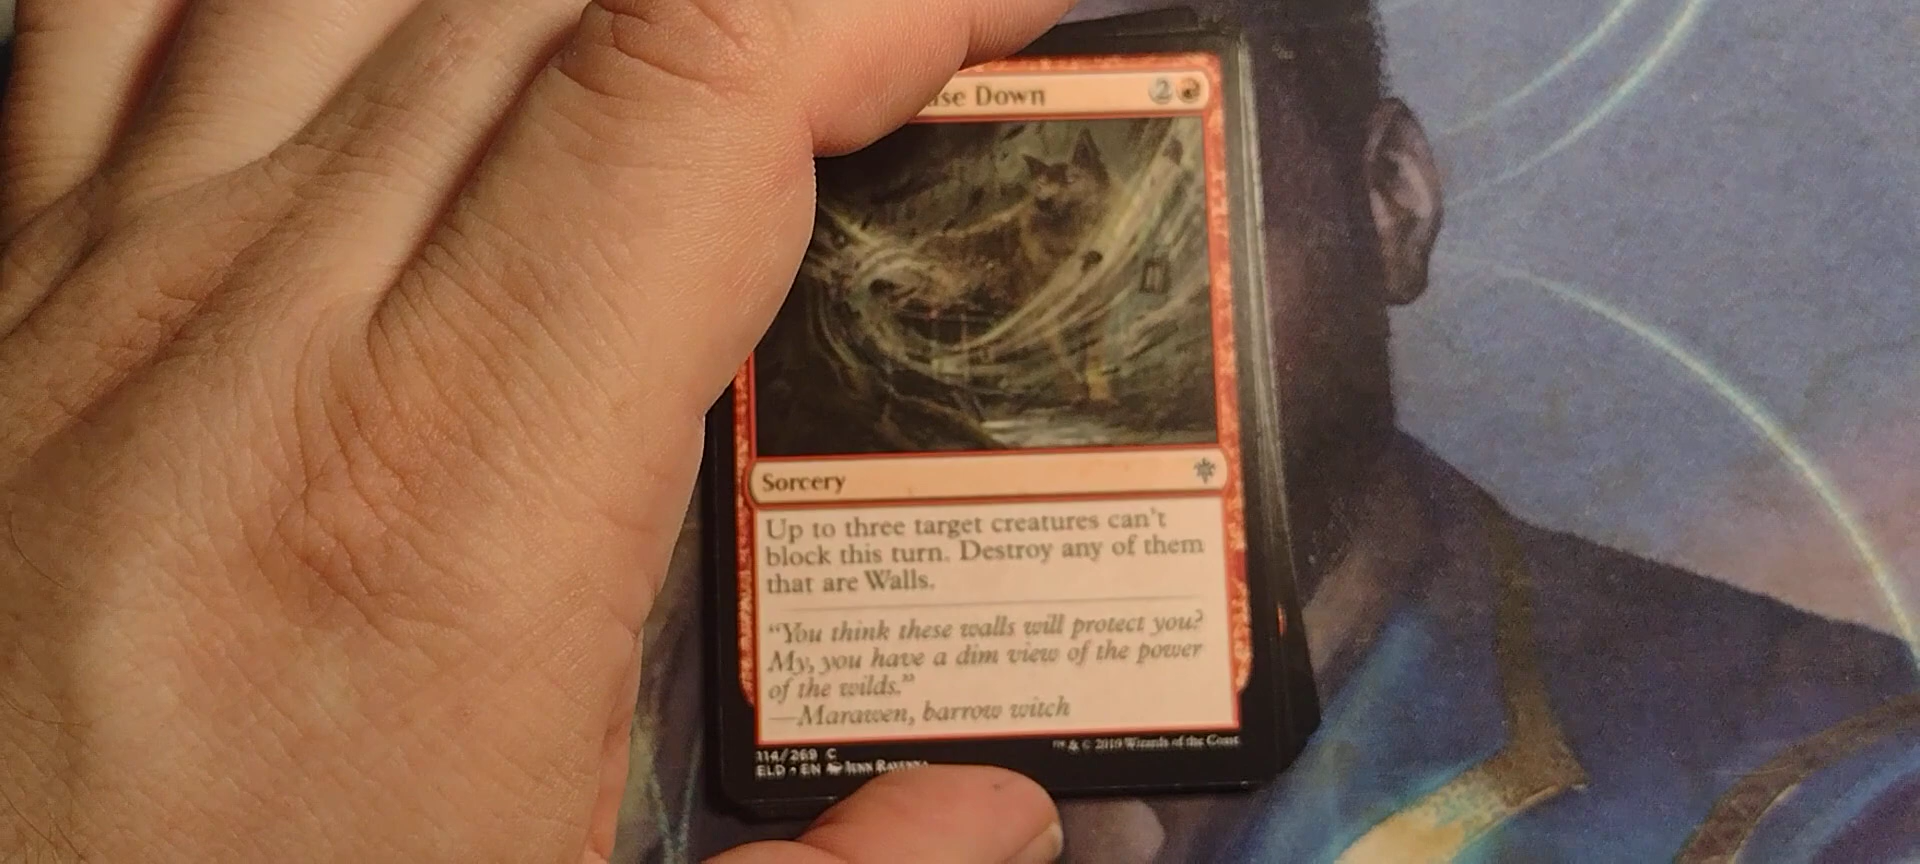 use Down 2
Sorcery
Up to three target creatures can't
block this turn. Destroy any of them
that are Walls.
"You think these walls will protect you?
My, you have a dim view of the power
of the wilds."
—Marawen, barrow witch
114/269 C
™ & © 2019 Wizards of the Coast
ELD • EN Jenn Ravenna